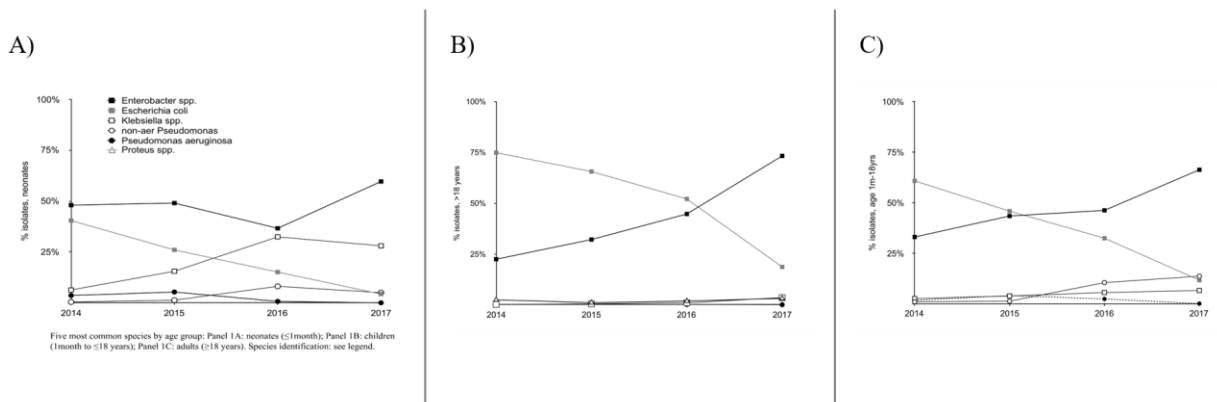 A)
100%
75%
50%
25%
% isolates, neonates
Enterobacter spp.
Escherichia coli
Klebsiella spp.
non-aer Pseudomonas
Pseudomonas aeruginosa
Proteus spp.
2014 2015 2016 2017
Five most common species by age group: Panel 1A: neonates (≤1month); Panel 1B: children
(1month to ≤18 years); Panel 1C: adults (≥18 years). Species identification: see legend.
B)
100%
75%
50%
25%
% isolates, >18 years
2014 2015 2016 2017
C)
100%
75%
50%
25%
% isolates, age 1m-18yrs
2014 2015 2016 2017